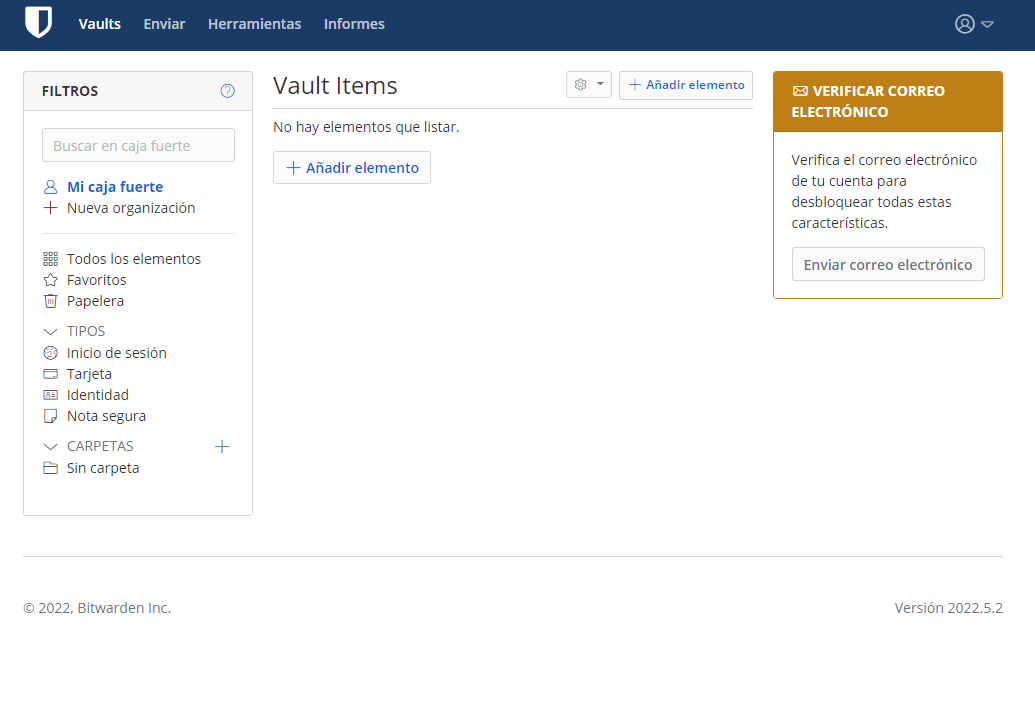 Vaults Enviar Herramientas Informes
FILTROS
Buscar en caja fuerte
Mi caja fuerte
Nueva organización
Todos los elementos
Favoritos
Papelera
TIPOS
Inicio de sesión
Tarjeta
Identidad
Nota segura
CARPETAS
Sin carpeta
Vault Items
Añadir elemento
No hay elementos que listar.
Añadir elemento
VERIFICAR CORREO
ELECTRÓNICO
Verifica el correo electrónico
de tu cuenta para
desbloquear todas estas
características.
Enviar correo electrónico
© 2022, Bitwarden Inc.
Versión 2022.5.2